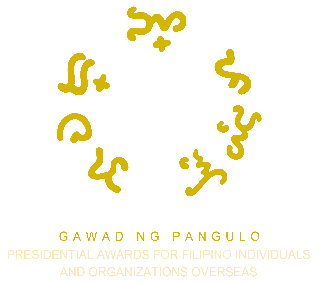 GAWAD NG PANGULO
PRESIDENTIAL AWARDS FOR FILIPINO INDIVIDUALS
AND ORGANIZATIONS OVERSEAS